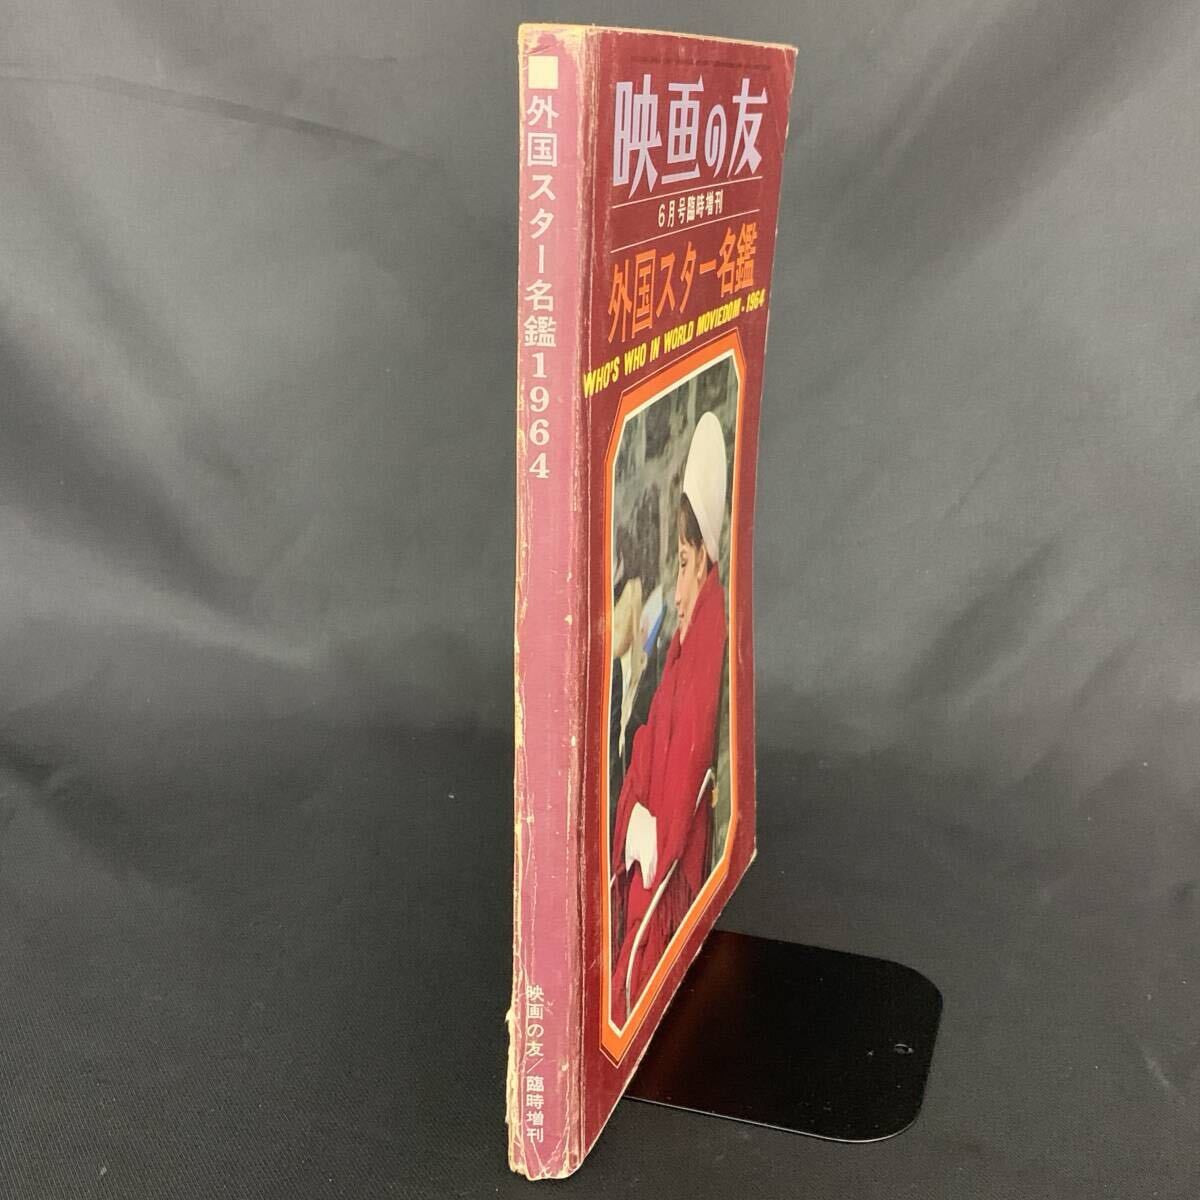 外国スター名鑑1964
映画の友／臨時増刊
映画の友
6月号臨時増刊
外国スター名鑑
WHO'S WHO IN WORLD MOVIEDOM・1964